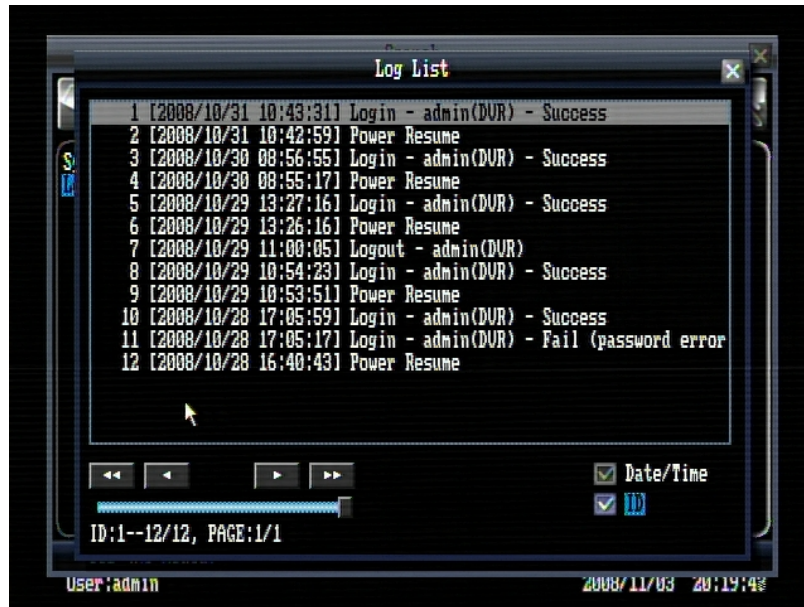 Log List
1 [2008/10/31 10:43:31] Login - admin(DVR) - Success
2 [2008/10/31 10:42:59] Power Resume
3 [2008/10/30 08:56:55] Login - admin(DVR) - Success
4 [2008/10/30 08:55:17] Power Resume
5 [2008/10/29 13:27:16] Login - admin(DVR) - Success
6 [2008/10/29 13:26:16] Power Resume
7 [2008/10/29 11:00:05] Logout - admin(DVR)
8 [2008/10/29 10:54:23] Login - admin(DVR) - Success
9 [2008/10/29 10:53:51] Power Resume
10 [2008/10/28 17:05:59] Login - admin(DVR) - Success
11 [2008/10/28 17:05:17] Login - admin(DVR) - Fail (password error
12 [2008/10/28 16:40:43] Power Resume
Date/Time
ID
ID:1--12/12, PAGE:1/1
User:admin 2008/11/03